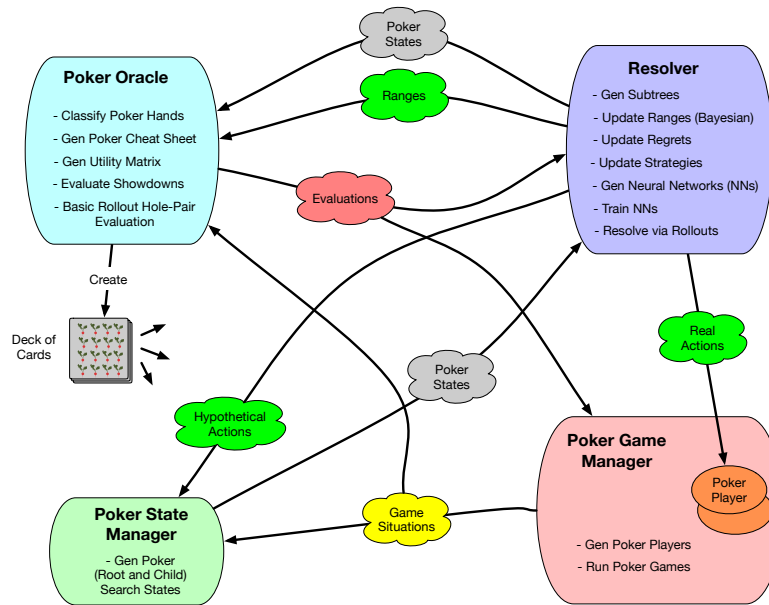 Poker
States
Poker Oracle
- Classify Poker Hands
- Gen Poker Cheat Sheet
- Gen Utility Matrix
- Evaluate Showdowns
- Basic Rollout Hole-Pair
Evaluation
Ranges
Resolver
- Gen Subtrees
- Update Ranges (Bayesian)
- Update Regrets
- Update Strategies
- Gen Neural Networks (NNs)
- Train NNs
- Resolve via Rollouts
Evaluations
Create
Deck of
Cards
Real
Actions
Poker
States
Hypothetical
Actions
Poker Game
Manager
Poker
Player
- Gen Poker Players
- Run Poker Games
Game
Situations
Poker State
Manager
- Gen Poker
(Root and Child)
Search States